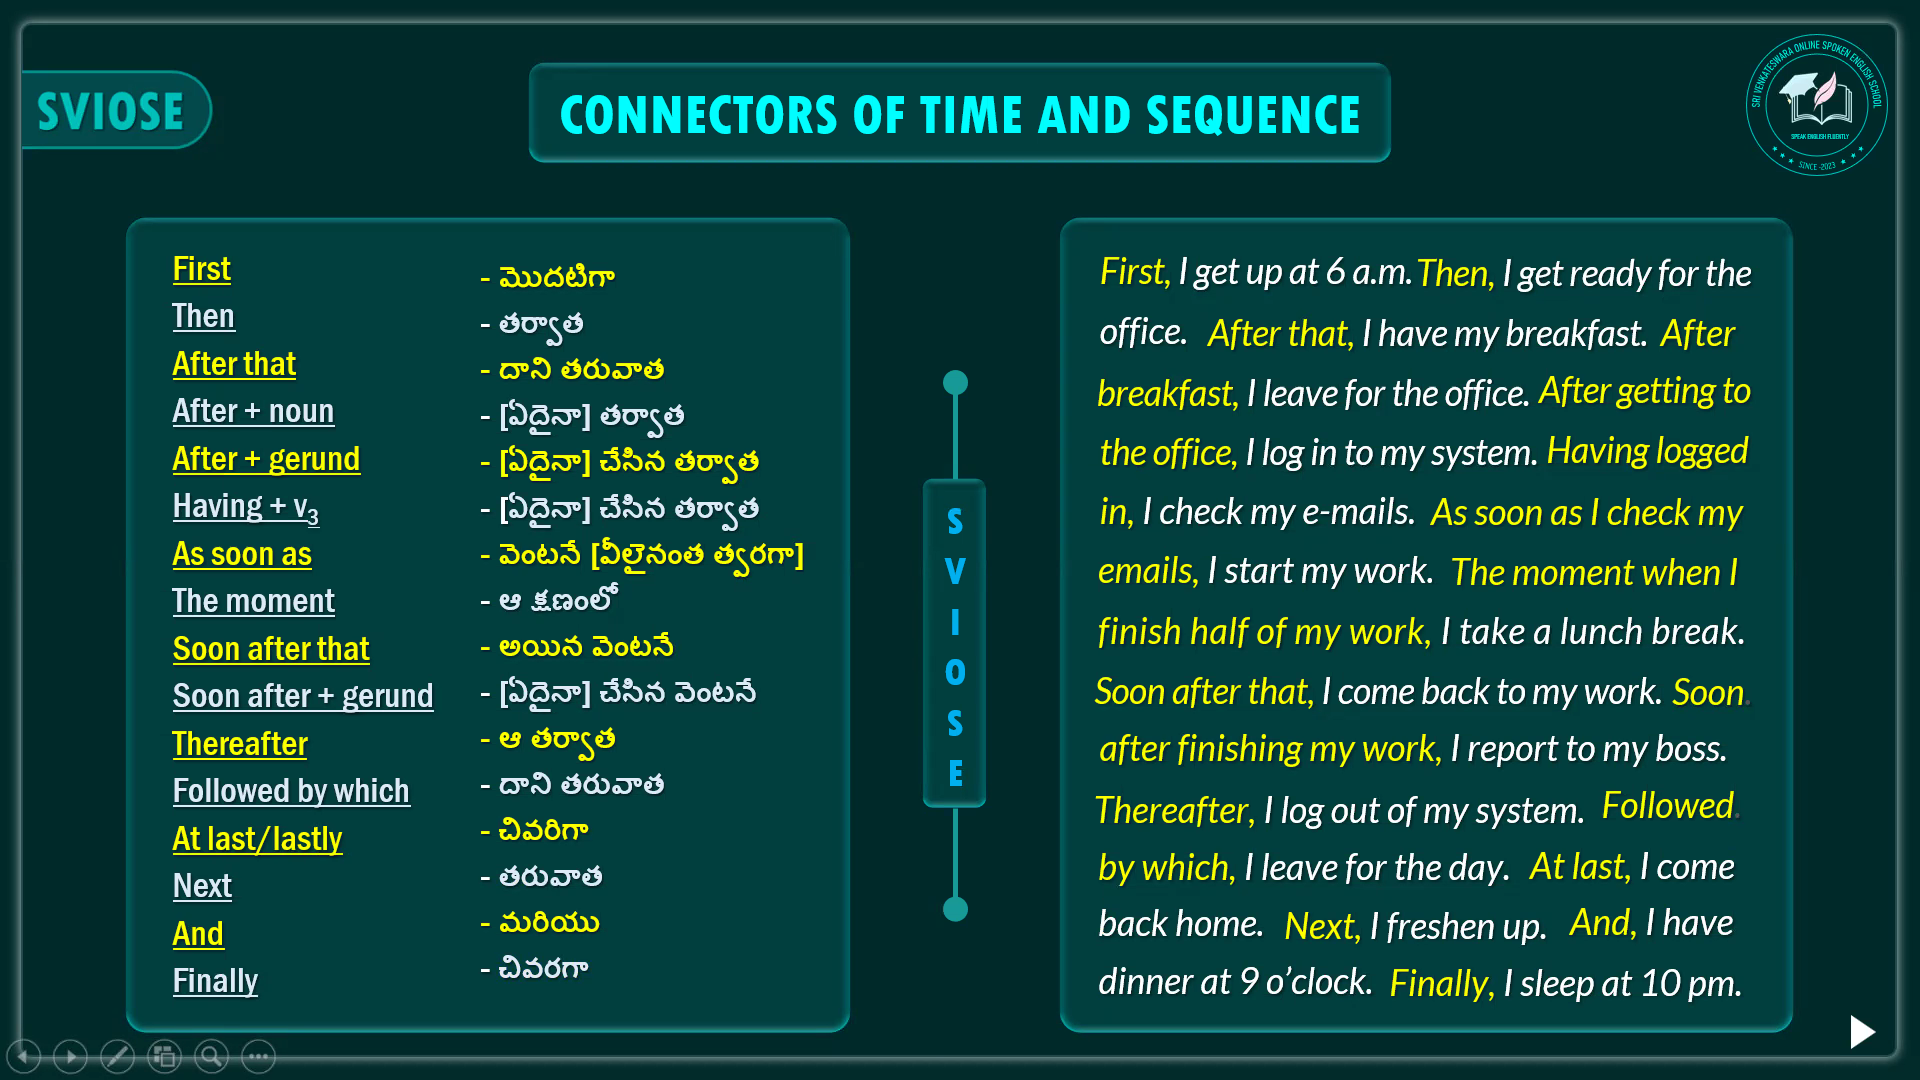 SVIOSE
CONNECTORS OF TIME AND SEQUENCE
SRI VENKATESWARA ONLINE SPOKEN ENGLISH SCHOOL
SPEAK ENGLISH FLUENTLY
SINCE -2023
First - మొదటిగా
Then - తర్వాత
After that - దాని తరువాత
After + noun - [ఏదైనా] తర్వాత
After + gerund - [ఏదైనా] చేసిన తర్వాత
Having + v3 - [ఏదైనా] చేసిన తర్వాత
As soon as - వెంటనే [వీలైనంత త్వరగా]
The moment - ఆ క్షణంలో
Soon after that - అయిన వెంటనే
Soon after + gerund - [ఏదైనా] చేసిన వెంటనే
Thereafter - ఆ తర్వాత
Followed by which - దాని తరువాత
At last/lastly - చివరిగా
Next - తరువాత
And - మరియు
Finally - చివరగా
S
V
I
O
S
E
First, I get up at 6 a.m. Then, I get ready for the
office. After that, I have my breakfast. After
breakfast, I leave for the office. After getting to
the office, I log in to my system. Having logged
in, I check my e-mails. As soon as I check my
emails, I start my work. The moment when I
finish half of my work, I take a lunch break.
Soon after that, I come back to my work. Soon.
after finishing my work, I report to my boss.
Thereafter, I log out of my system. Followed.
by which, I leave for the day. At last, I come
back home. Next, I freshen up. And, I have
dinner at 9 o’clock. Finally, I sleep at 10 pm.